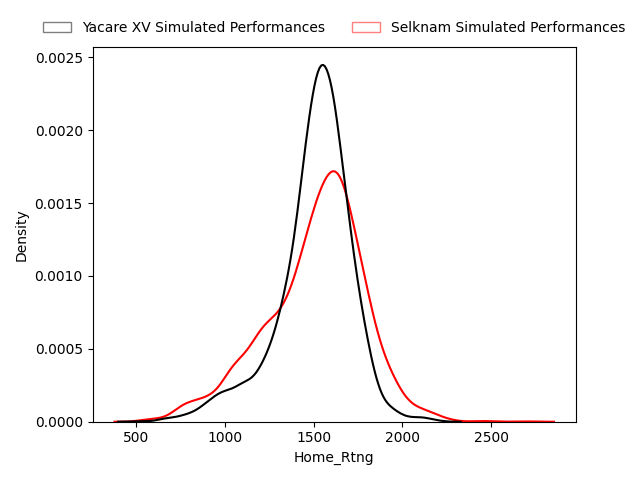 Yacare XV Simulated Performances
Selknam Simulated Performances
0.0025
0.0020
0.0015
0.0010
0.0005
0.0000
Density
500
1000
1500
2000
2500
Home_Rtng